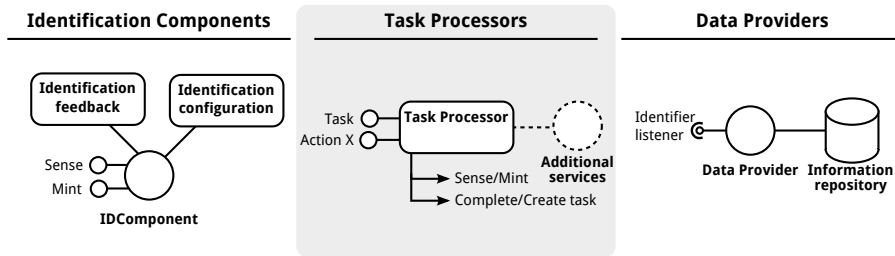 Identification Components
Identification
feedback
Identification
configuration
Sense
Mint
IDComponent
Task Processors
Task
Action X
Task Processor
Additional
services
Sense/Mint
Complete/Create task
Data Providers
Identifier
listener
Data Provider
Information
repository